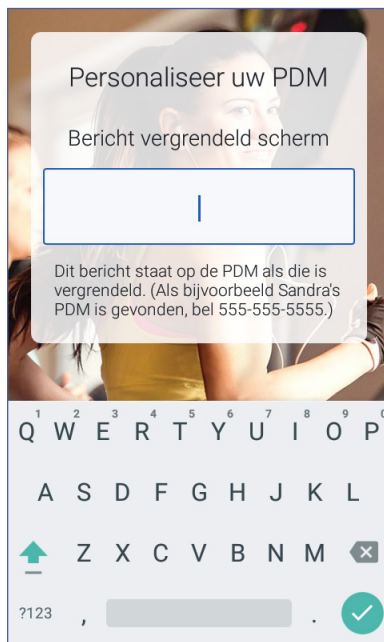 Personaliseer uw PDM
Bericht vergrendeld scherm
Dit bericht staat op de PDM als die is
vergrendeld. (Als bijvoorbeeld Sandra's
PDM is gevonden, bel 555-555-5555.)
1 2 3 4 5 6 7 8 9 0
Q W E R T Y U I O P
A S D F G H J K L
Z X C V B N M
?123 , .